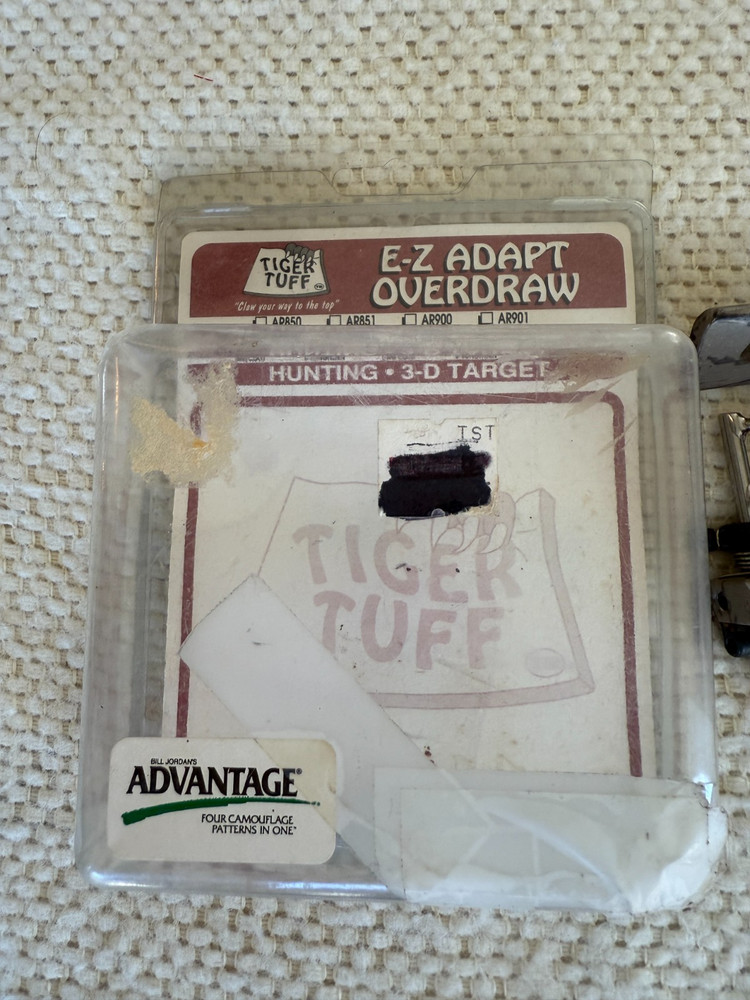 TIGER
TUFF
"Claw your way to the top"
E-Z ADAPT
OVERDRAW
AR850 AR851 AR900 AR901
HUNTING • 3-D TARGET
TST
TIGER
TUFF
BILL JORDAN'S
ADVANTAGE®
FOUR CAMOUFLAGE
PATTERNS IN ONE™